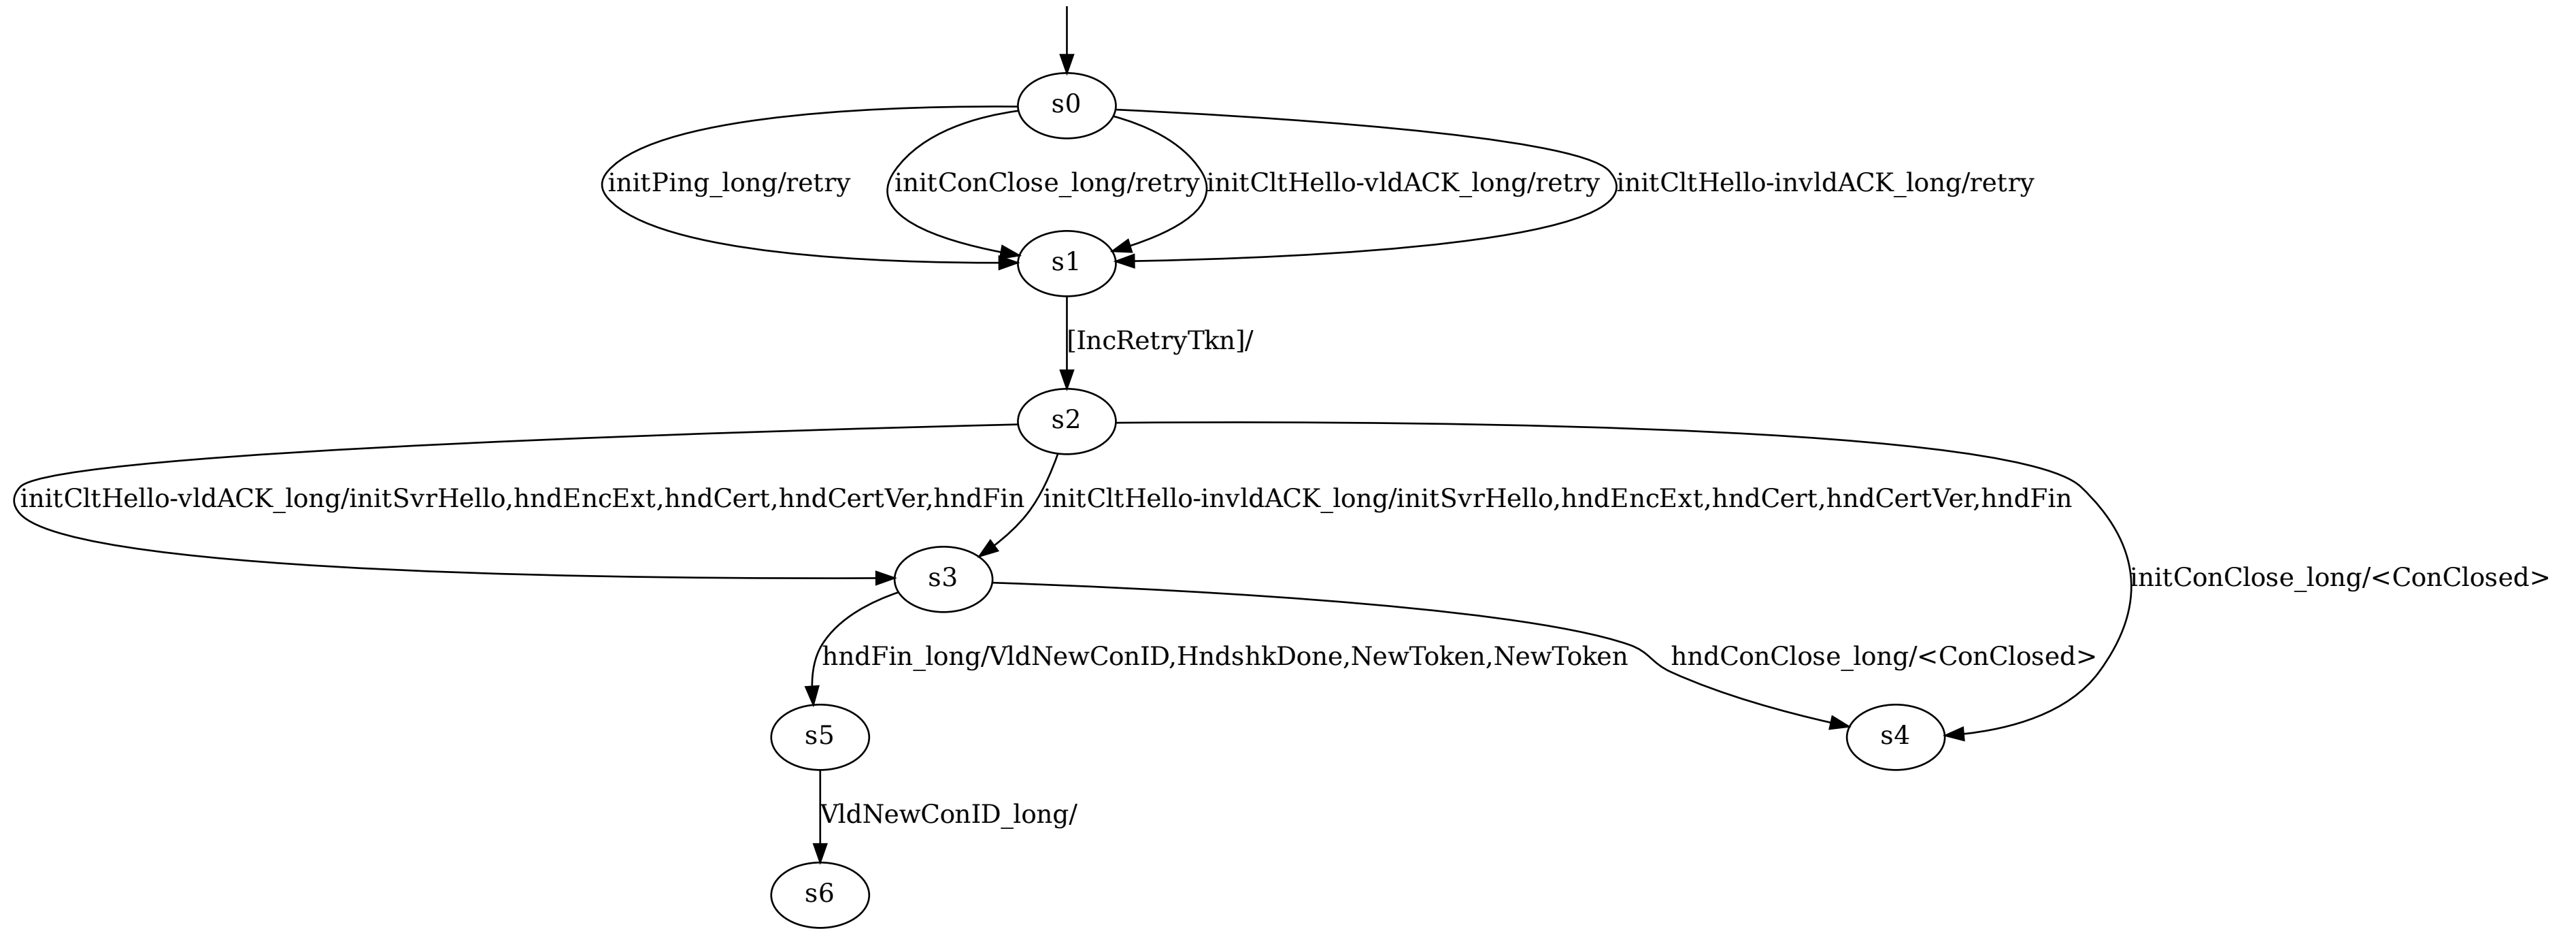 s0
initPing_long/retry
initConClose_long/retry
initCltHello-vldACK_long/retry
initCltHello-invldACK_long/retry
s1
[IncRetryTkn]/
s2
initCltHello-vldACK_long/initSvrHello,hndEncExt,hndCert,hndCertVer,hndFin
initCltHello-invldACK_long/initSvrHello,hndEncExt,hndCert,hndCertVer,hndFin
s3
initConClose_long/<ConClosed>
hndFin_long/VldNewConID,HndshkDone,NewToken,NewToken
hndConClose_long/<ConClosed>
s5
s4
VldNewConID_long/
s6